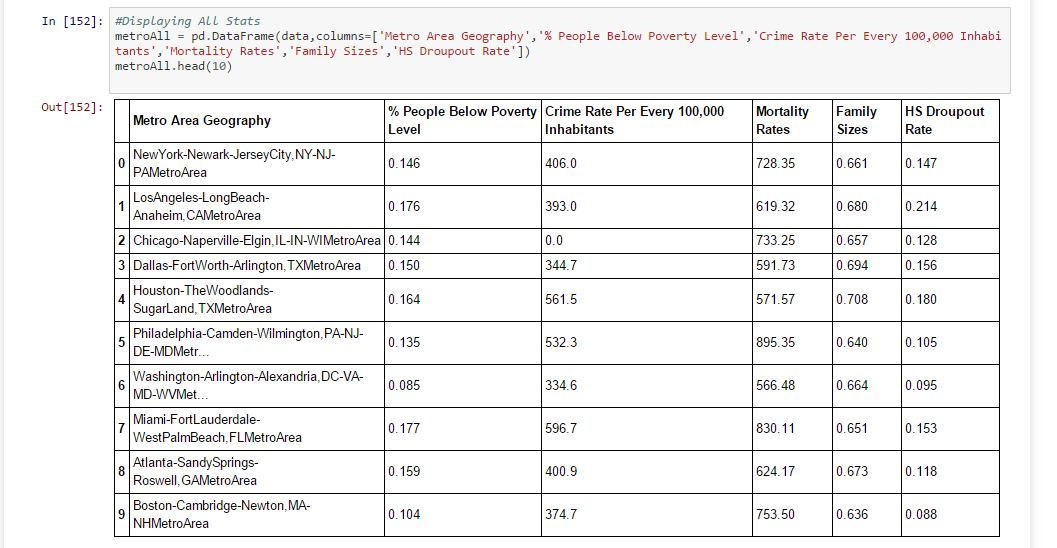 In [152]: #Displaying All Stats
metroAll = pd.DataFrame(data,columns=['Metro Area Geography','% People Below Poverty Level','Crime Rate Per Every 100,000 Inhabi
tants','Mortality Rates','Family Sizes','HS Droupout Rate'])
metroAll.head(10)
Out[152]:
Metro Area Geography
% People Below Poverty
Level
Crime Rate Per Every 100,000
Inhabitants
Mortality
Rates
Family
Sizes
HS Droupout
Rate
0
NewYork-Newark-JerseyCity,NY-NJ-
PAMetroArea
0.146
406.0
728.35
0.661
0.147
1
LosAngeles-LongBeach-
Anaheim,CAMetroArea
0.176
393.0
619.32
0.680
0.214
2
Chicago-Naperville-Elgin,IL-IN-WIMetroArea
0.144
0.0
733.25
0.657
0.128
3
Dallas-FortWorth-Arlington,TXMetroArea
0.150
344.7
591.73
0.694
0.156
4
Houston-TheWoodlands-
SugarLand,TXMetroArea
0.164
561.5
571.57
0.708
0.180
5
Philadelphia-Camden-Wilmington,PA-NJ-
DE-MDMetr...
0.135
532.3
895.35
0.640
0.105
6
Washington-Arlington-Alexandria,DC-VA-
MD-WVMet...
0.085
334.6
566.48
0.664
0.095
7
Miami-FortLauderdale-
WestPalmBeach,FLMetroArea
0.177
596.7
830.11
0.651
0.153
8
Atlanta-SandySprings-
Roswell,GAMetroArea
0.159
400.9
624.17
0.673
0.118
9
Boston-Cambridge-Newton,MA-
NHMetroArea
0.104
374.7
753.50
0.636
0.088